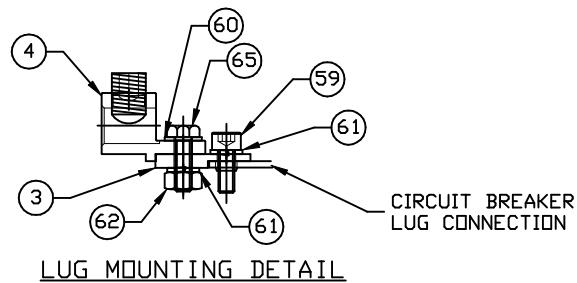 4
60
65
59
61
3
62
61
CIRCUIT BREAKER
LUG CONNECTION
LUG MOUNTING DETAIL